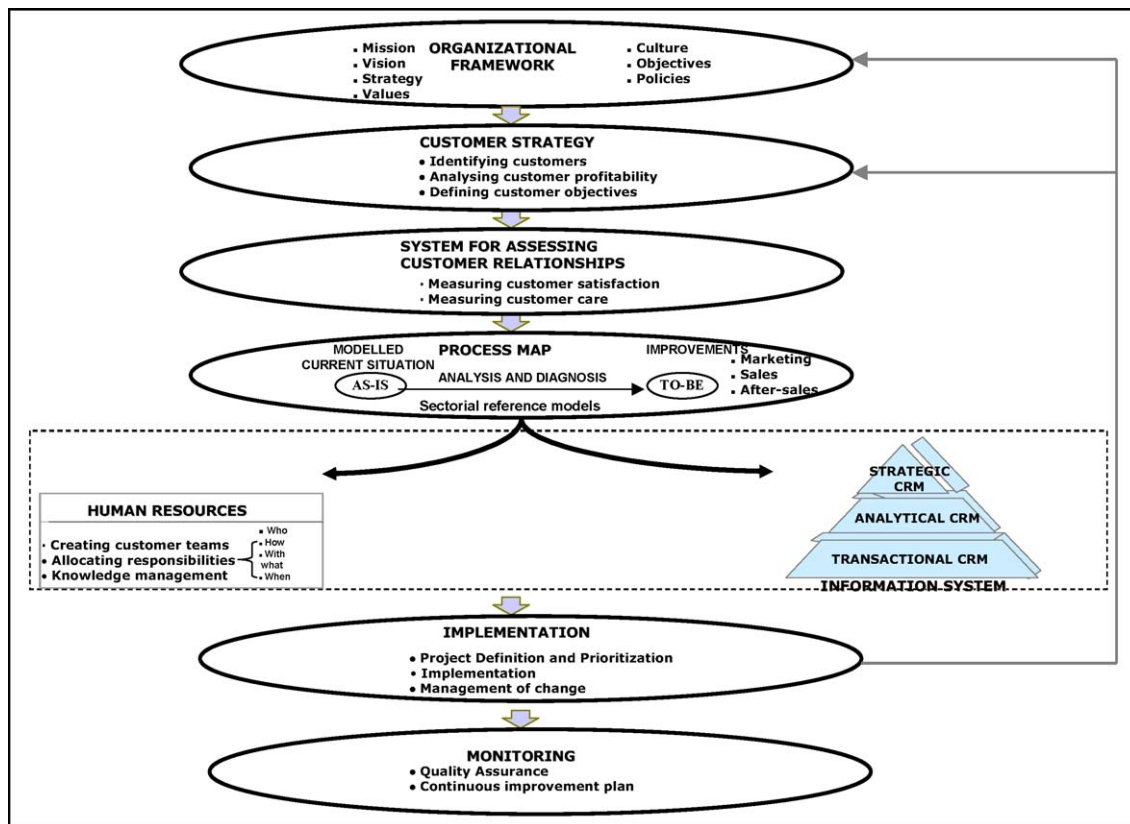 ORGANIZATIONAL
FRAMEWORK
▪ Mission
▪ Vision
▪ Strategy
▪ Values
▪ Culture
▪ Objectives
▪ Policies
CUSTOMER STRATEGY
● Identifying customers
● Analysing customer profitability
● Defining customer objectives
SYSTEM FOR ASSESSING
CUSTOMER RELATIONSHIPS
· Measuring customer satisfaction
· Measuring customer care
PROCESS MAP
MODELLED
CURRENT SITUATION
AS-IS
ANALYSIS AND DIAGNOSIS
Sectorial reference models
IMPROVEMENTS
TO-BE
▪ Marketing
▪ Sales
▪ After-sales
HUMAN RESOURCES
· Creating customer teams
● Allocating responsibilities
● Knowledge management
▪ Who
● How
● With
what
● When
STRATEGIC
CRM
ANALYTICAL CRM
TRANSACTIONAL CRM
INFORMATION SYSTEM
IMPLEMENTATION
● Project Definition and Prioritization
• Implementation
● Management of change
MONITORING
● Quality Assurance
● Continuous improvement plan